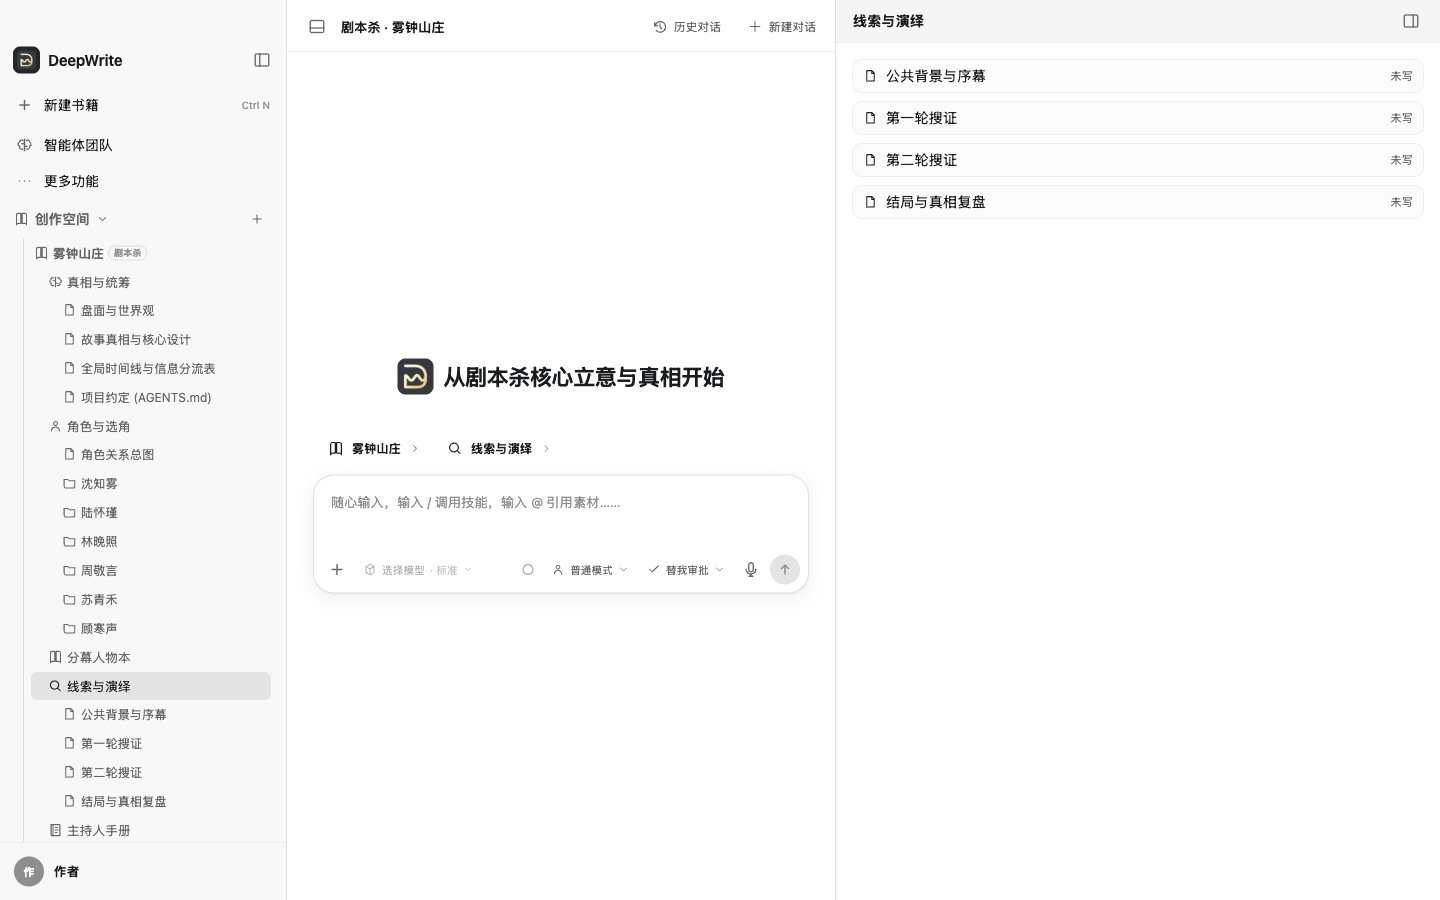 DeepWrite
新建书籍 Ctrl N
智能体团队
更多功能
创作空间
雾钟山庄 剧本杀
真相与统筹
盘面与世界观
故事真相与核心设计
全局时间线与信息分流表
项目约定 (AGENTS.md)
角色与选角
角色关系总图
沈知雾
陆怀瑾
林晚照
周敬言
苏青禾
顾寒声
分幕人物本
线索与演绎
公共背景与序幕
第一轮搜证
第二轮搜证
结局与真相复盘
主持人手册
作 作者
剧本杀 · 雾钟山庄 历史对话 新建对话
从剧本杀核心立意与真相开始
雾钟山庄 线索与演绎
随心输入，输入 / 调用技能，输入 @ 引用素材……
选择模型 · 标准 普通模式 替我审批
线索与演绎
公共背景与序幕 未写
第一轮搜证 未写
第二轮搜证 未写
结局与真相复盘 未写